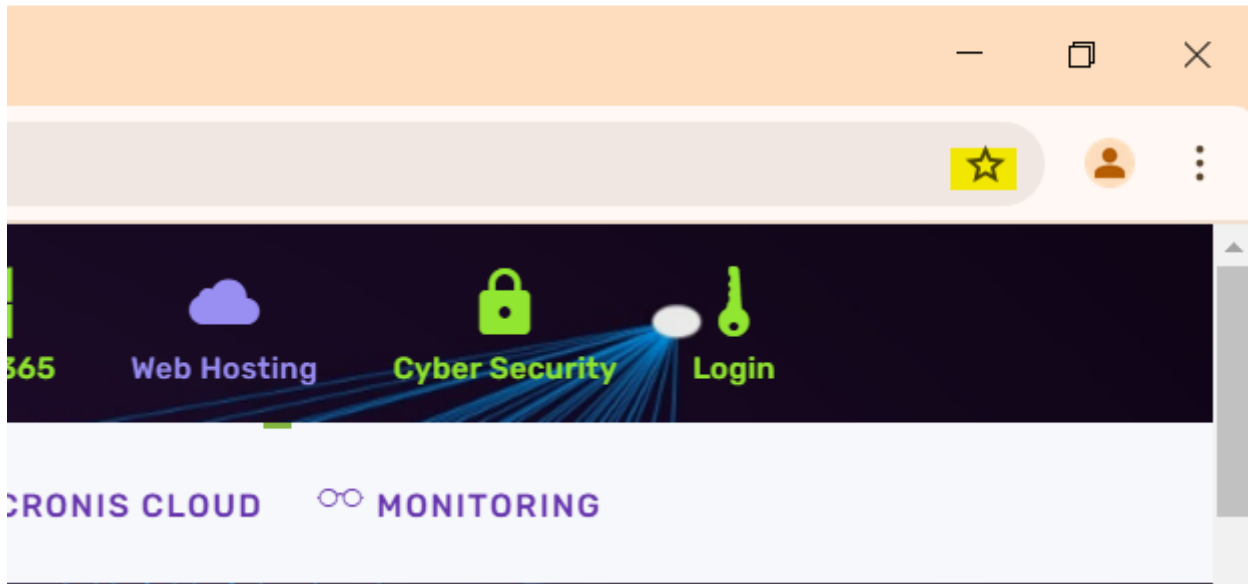 365
Web Hosting
Cyber Security
Login
CRONIS CLOUD
MONITORING